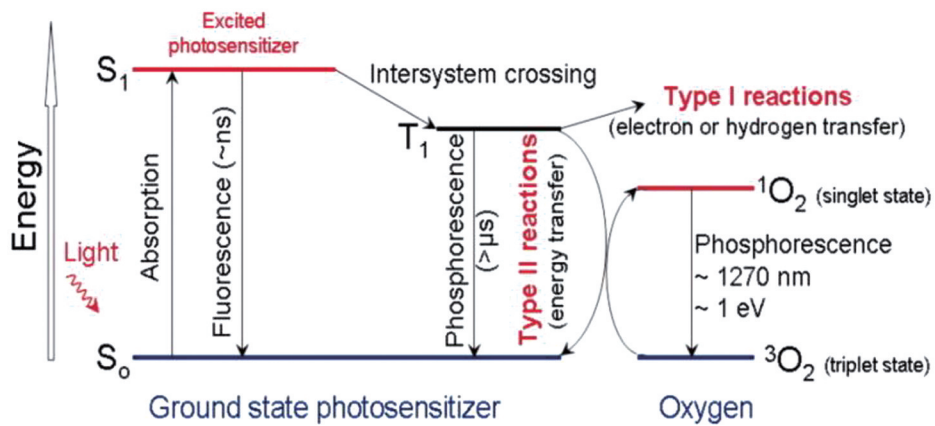 Excited
photosensitizer
S1
Intersystem crossing
Type I reactions
(electron or hydrogen transfer)
T1
Energy
Light
Absorption
Fluorescence (~ns)
Phosphorescence
(>μs)
Type II reactions
(energy transfer)
1O2 (singlet state)
Phosphorescence
~ 1270 nm
~ 1 eV
So
3O2 (triplet state)
Ground state photosensitizer
Oxygen